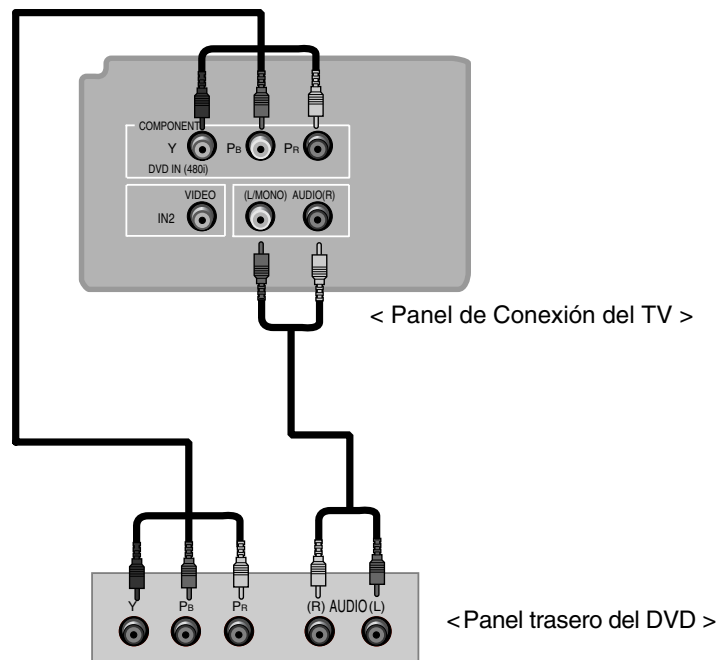 COMPONENT
Y PB PR
DVD IN (480i)
VIDEO (L/MONO) AUDIO(R)
IN2
< Panel de Conexión del TV >
Y PB PR (R) AUDIO (L)
<Panel trasero del DVD >